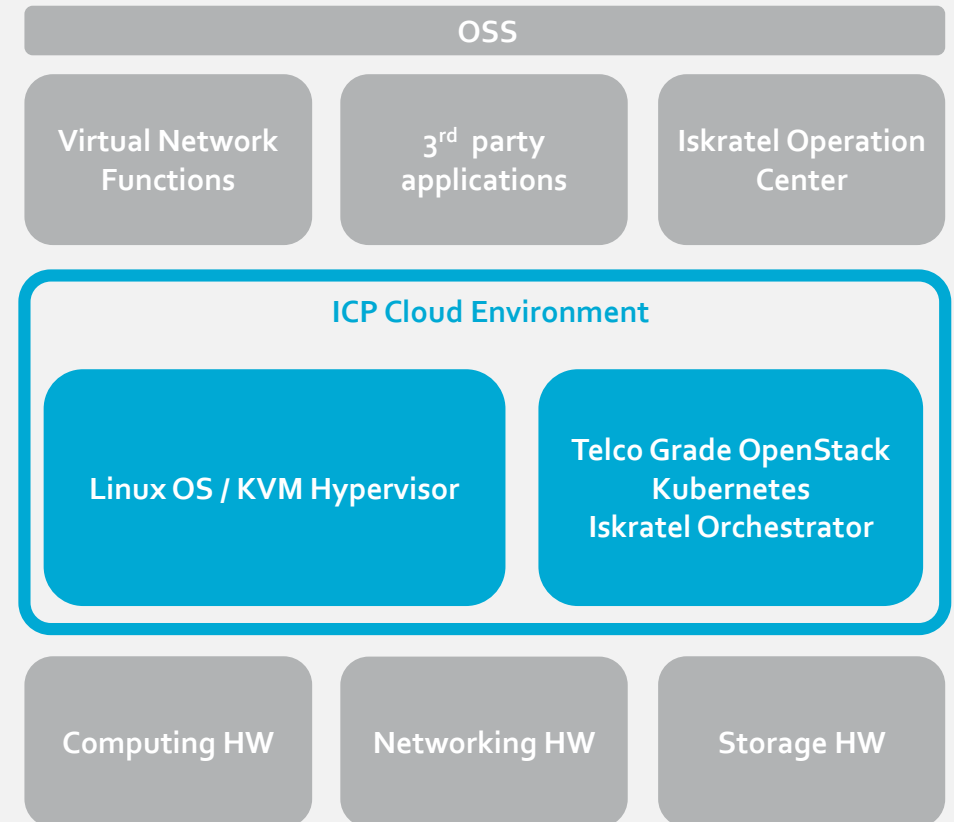 OSS
Virtual Network
Functions
3rd party
applications
Iskratel Operation
Center
ICP Cloud Environment
Linux OS / KVM Hypervisor
Telco Grade OpenStack
Kubernetes
Iskratel Orchestrator
Computing HW
Networking HW
Storage HW